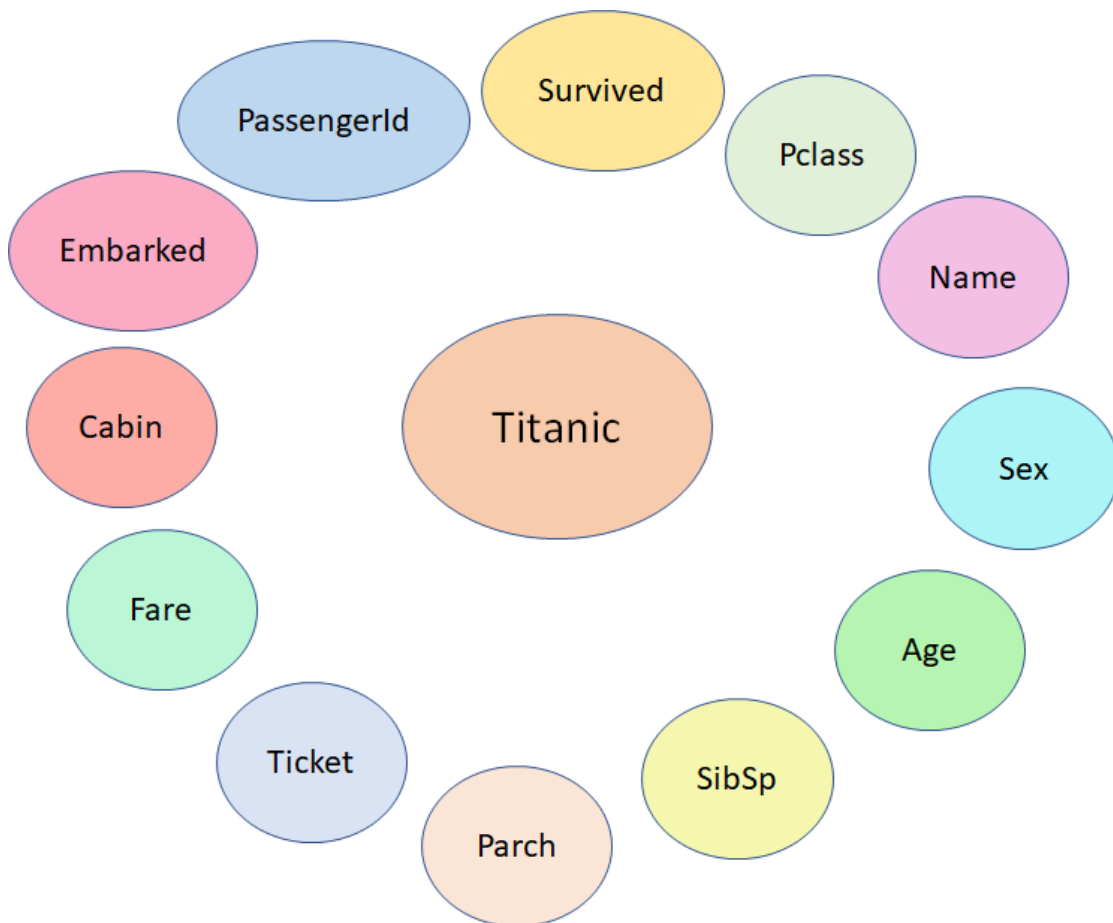 Survived
PassengerId
Pclass
Embarked
Name
Titanic
Cabin
Sex
Fare
Age
Ticket
SibSp
Parch